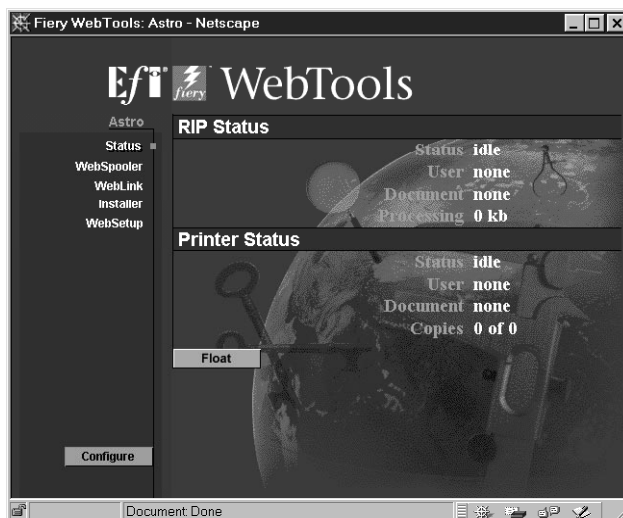 Fiery WebTools: Astro - Netscape
Efi fiery WebTools
Astro
Status
WebSpooler
WebLink
Installer
WebSetup
Configure
RIP Status
Status idle
User none
Document none
Processing 0 kb
Printer Status
Status idle
User none
Document none
Copies 0 of 0
Float
Document: Done